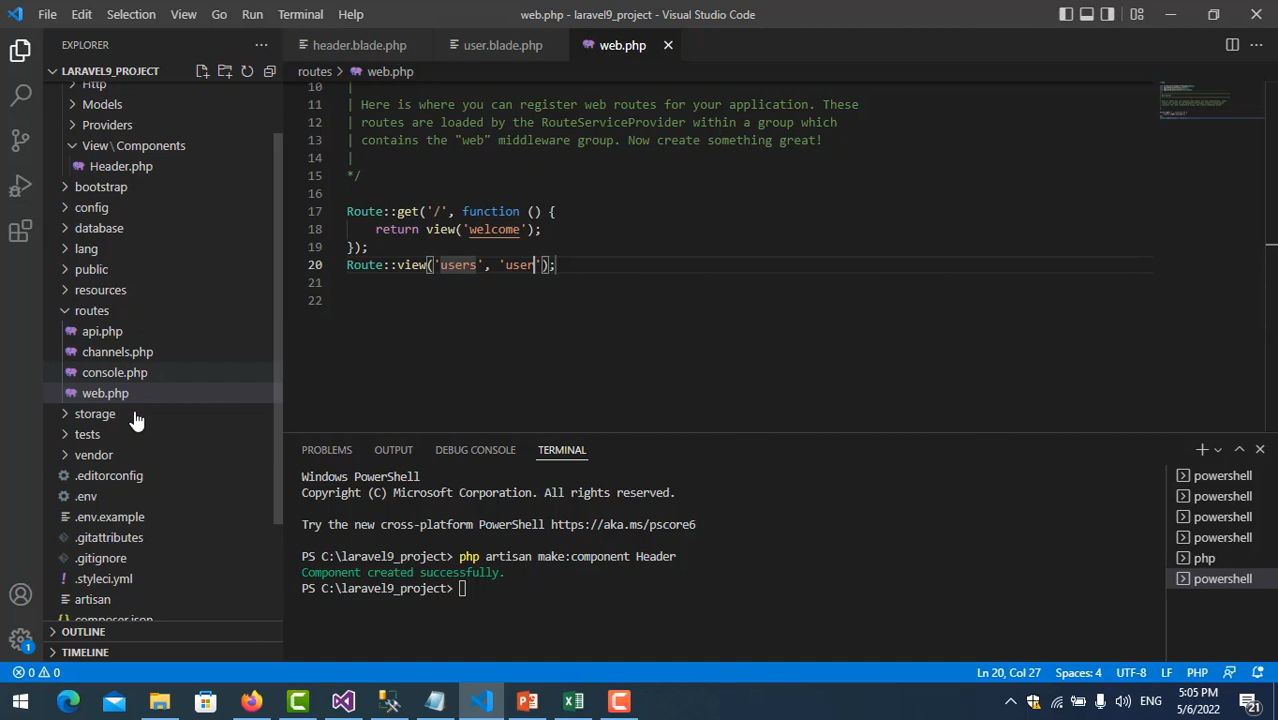 File Edit Selection View Go Run Terminal Help
web.php - laravel9_project - Visual Studio Code
EXPLORER
LARAVEL9_PROJECT
Http
Models
Providers
View\Components
Header.php
bootstrap
config
database
lang
public
resources
routes
api.php
channels.php
console.php
web.php
storage
tests
vendor
.editorconfig
.env
.env.example
.gitattributes
.gitignore
.styleci.yml
artisan
composer.json
OUTLINE
TIMELINE
header.blade.php user.blade.php web.php
routes > web.php
10 |
11 | Here is where you can register web routes for your application. These
12 | routes are loaded by the RouteServiceProvider within a group which
13 | contains the "web" middleware group. Now create something great!
14 |
15 */
16
17 Route::get('/', function () {
18 return view('welcome');
19 });
20 Route::view('users', 'user');
21
22
PROBLEMS OUTPUT DEBUG CONSOLE TERMINAL
Windows PowerShell
Copyright (C) Microsoft Corporation. All rights reserved.
Try the new cross-platform PowerShell https://aka.ms/pscore6
PS C:\laravel9_project> php artisan make:component Header
Component created successfully.
PS C:\laravel9_project>
powershell
powershell
powershell
powershell
php
powershell
1
0 0 Ln 20, Col 27 Spaces: 4 UTF-8 LF PHP
ENG
5:05 PM
5/6/2022
21